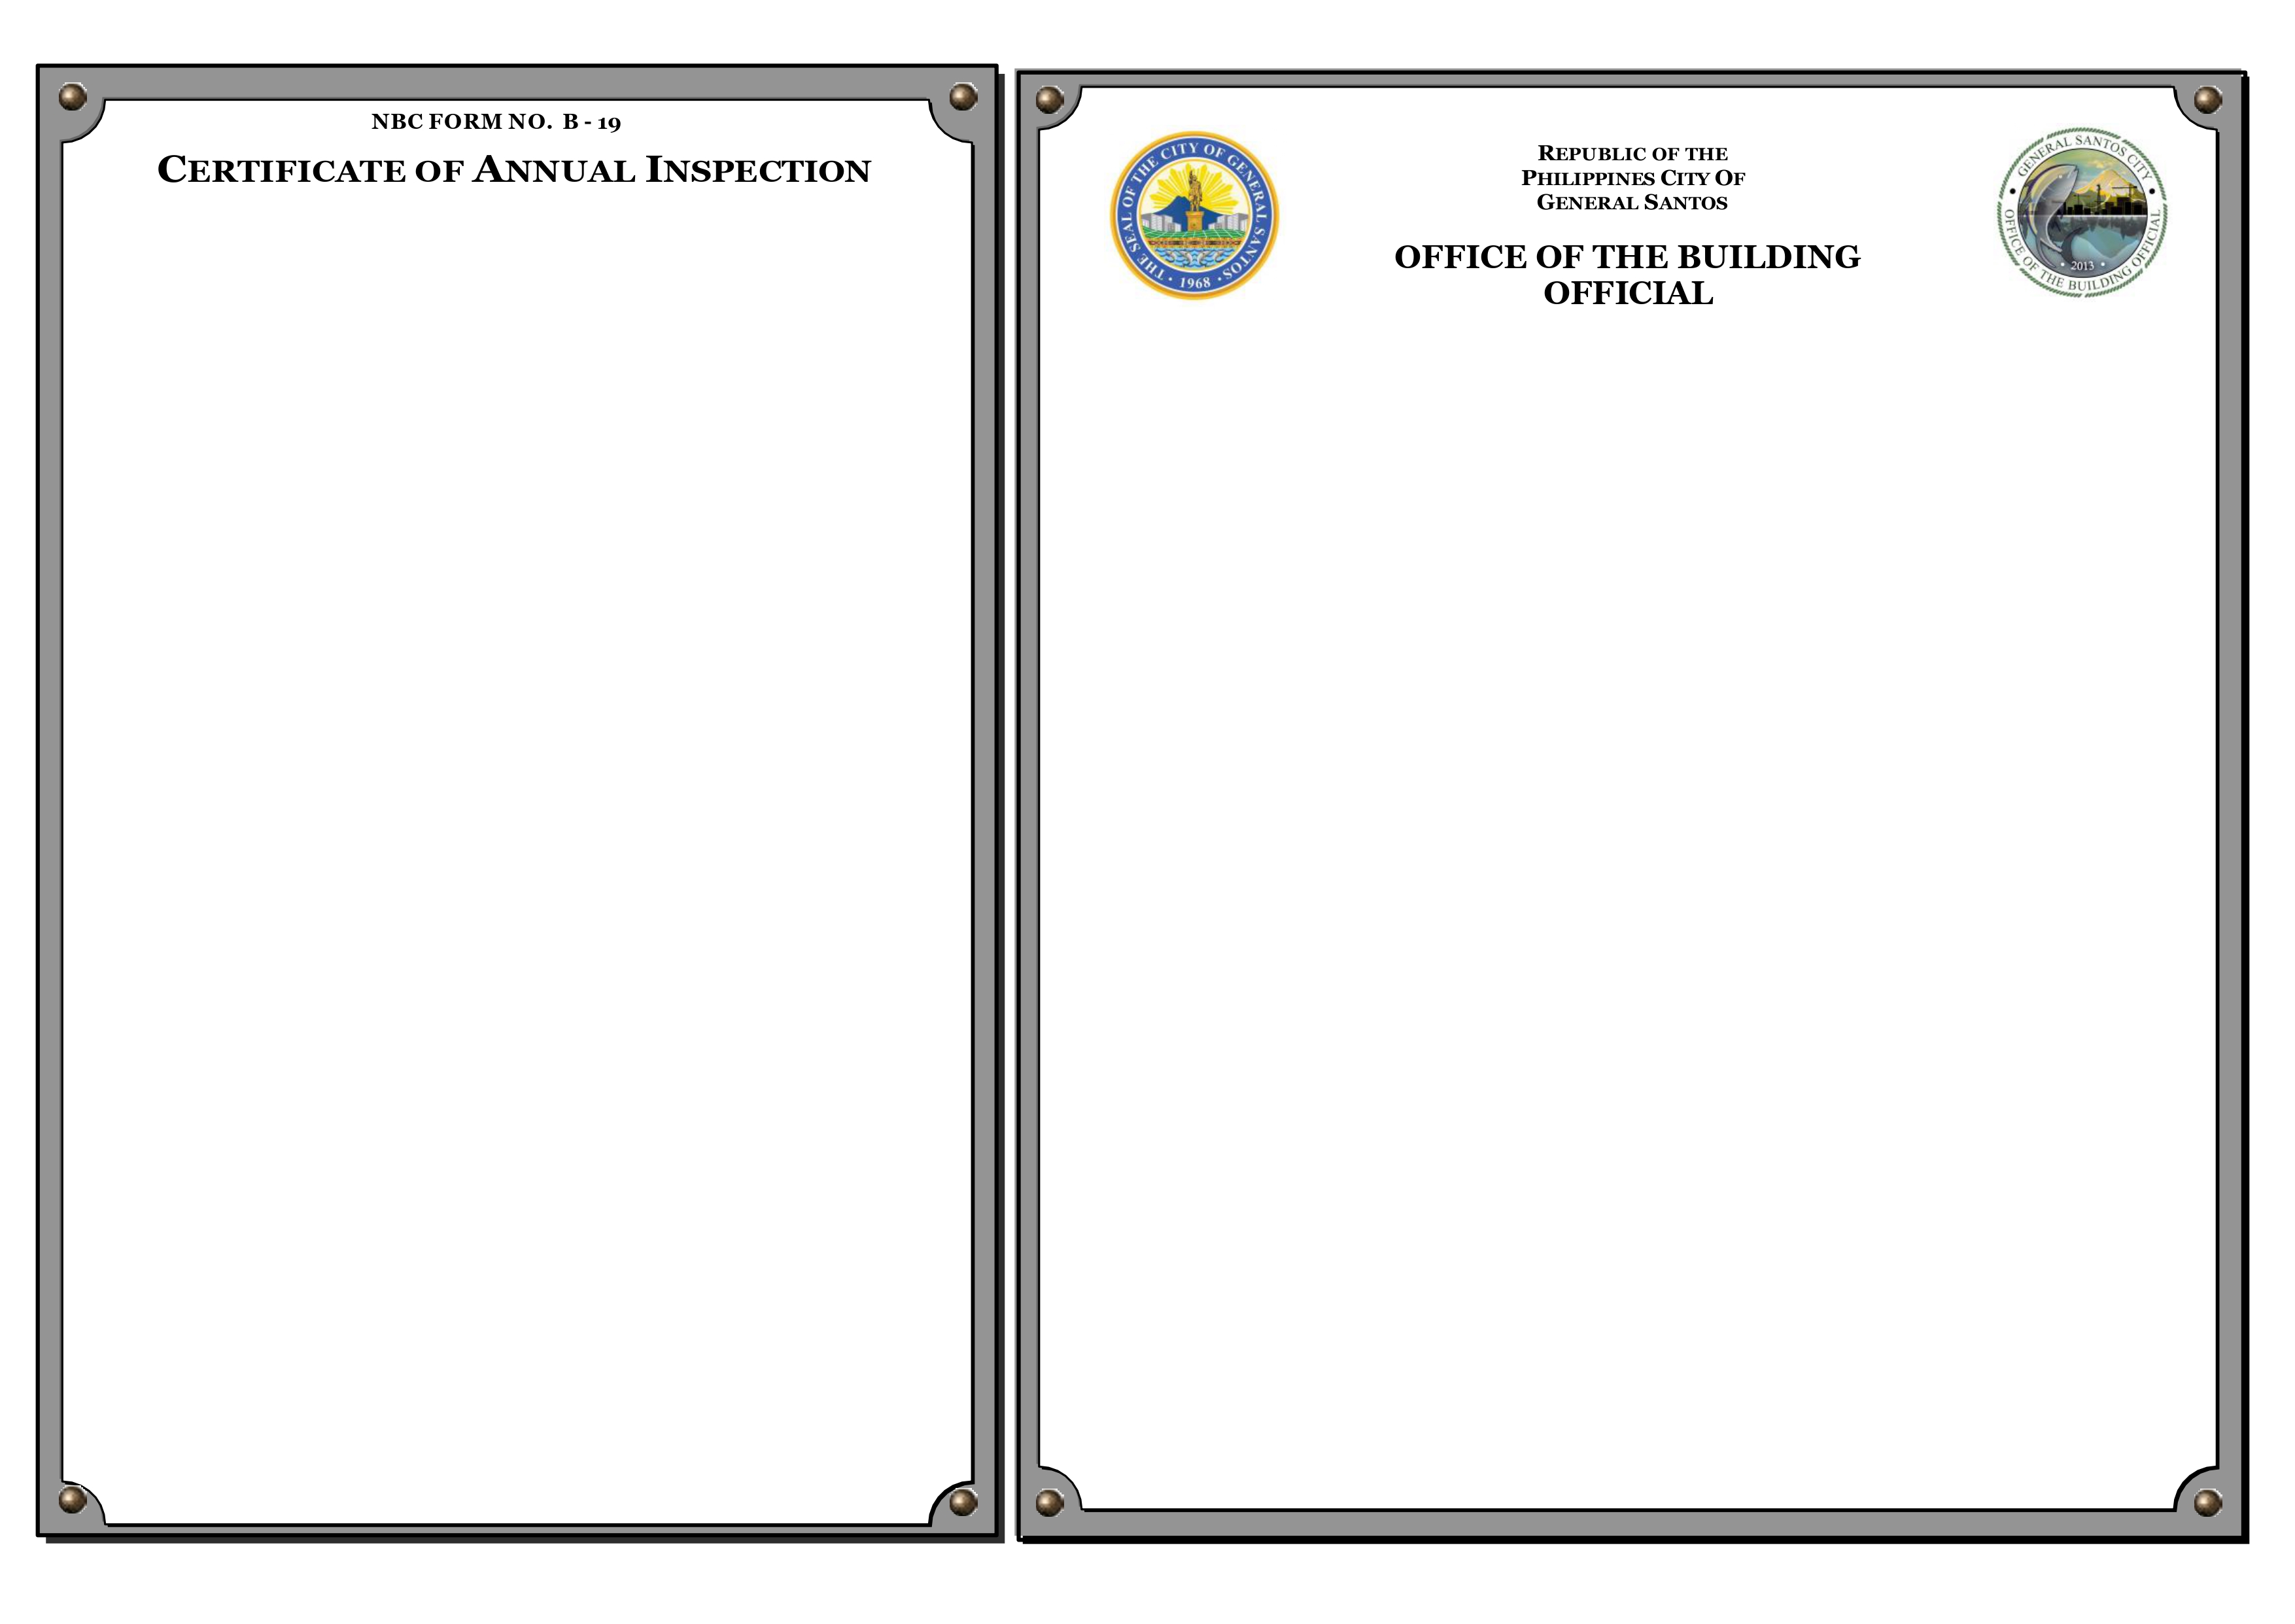 NBC FORM NO. B - 19
CERTIFICATE OF ANNUAL INSPECTION
THE SEAL OF THE CITY OF GENERAL SANTOS
• 1968 •
REPUBLIC OF THE
PHILIPPINES CITY OF
GENERAL SANTOS
OFFICE OF THE BUILDING
OFFICIAL
GENERAL SANTOS CITY
• 2013 •
OFFICE OF THE BUILDING OFFICIAL